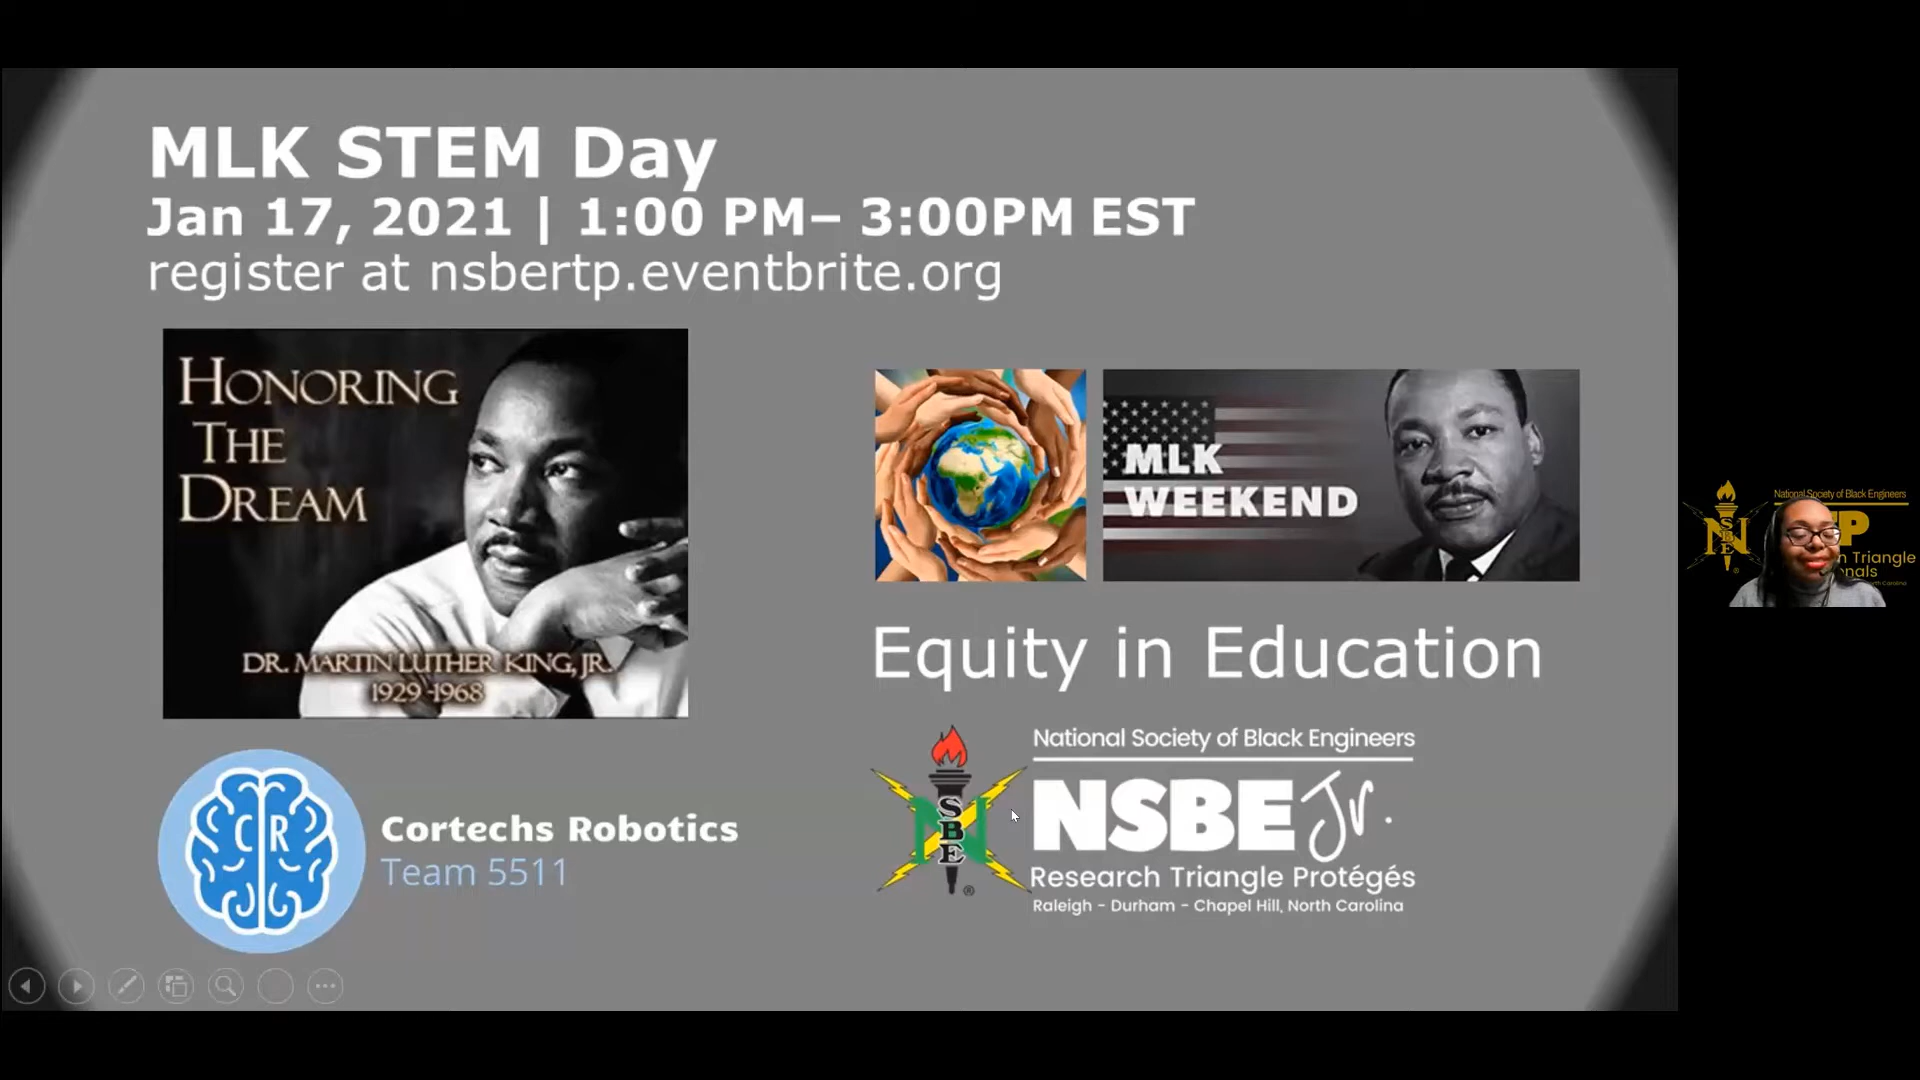 MLK STEM Day
Jan 17, 2021 | 1:00 PM– 3:00PM EST
register at nsbertp.eventbrite.org
HONORING
THE
DREAM
DR. MARTIN LUTHER KING, JR.
1929-1968
MLK
WEEKEND
Equity in Education
CR
Cortechs Robotics
Team 5511
NSBE
®
National Society of Black Engineers
NSBE Jr.
Research Triangle Protégés
Raleigh - Durham - Chapel Hill, North Carolina
NSBE
National Society of Black Engineers
Triangle